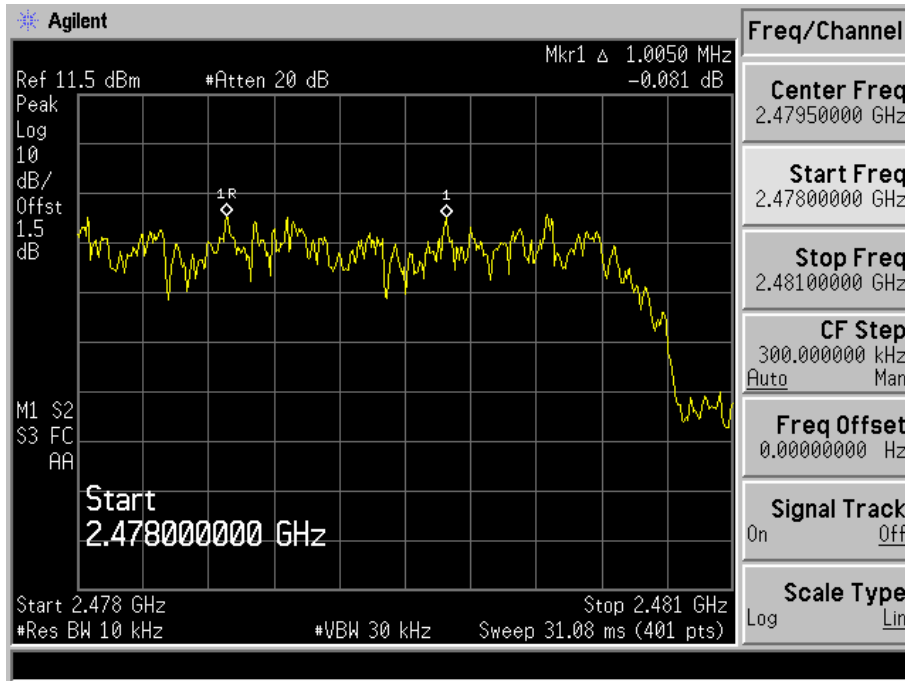 Agilent
Freq/Channel
Mkr1 Δ 1.0050 MHz
Ref 11.5 dBm #Atten 20 dB -0.081 dB
Peak
Log
10
dB/
Offst
1.5
dB
1R
1
M1 S2
S3 FC
AA
Start
2.478000000 GHz
Start 2.478 GHz Stop 2.481 GHz
#Res BW 10 kHz #VBW 30 kHz Sweep 31.08 ms (401 pts)
Center Freq
2.47950000 GHz
Start Freq
2.47800000 GHz
Stop Freq
2.48100000 GHz
CF Step
300.000000 kHz
Auto Man
Freq Offset
0.00000000 Hz
Signal Track
On Off
Scale Type
Log Lin